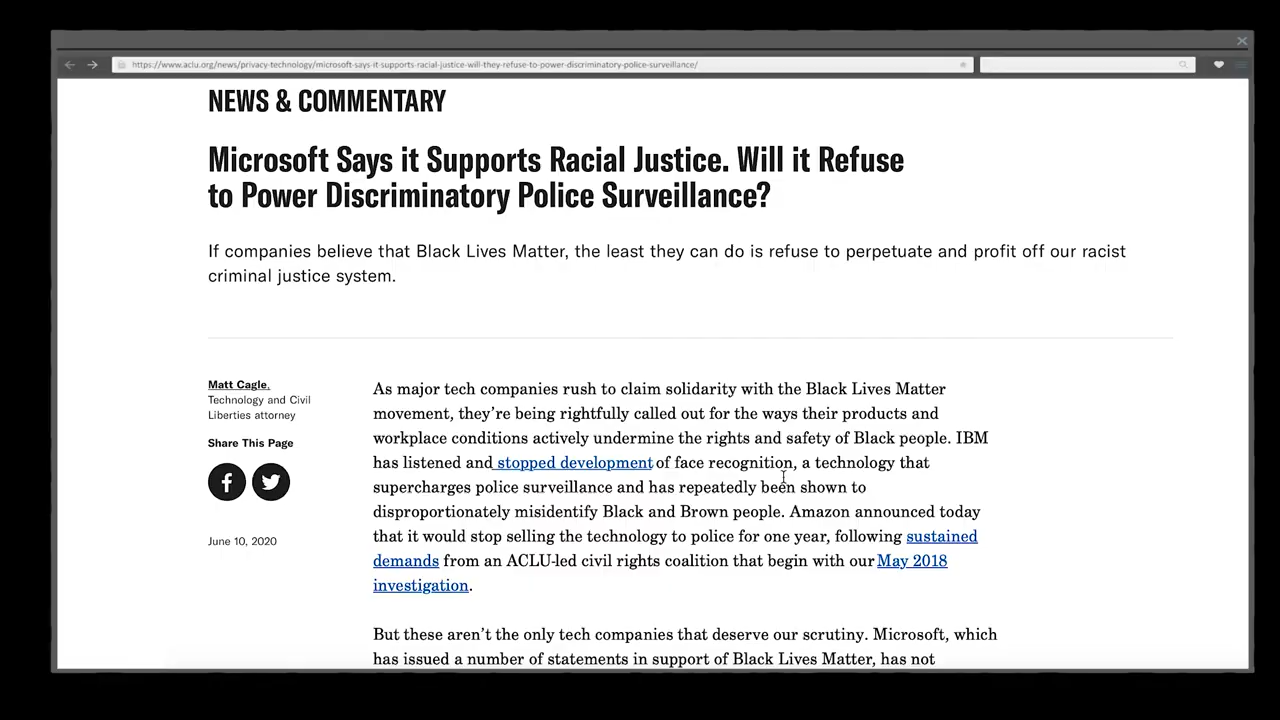 https://www.aclu.org/news/privacy-technology/microsoft-says-it-supports-racial-justice-will-they-refuse-to-power-discriminatory-police-surveillance/
NEWS & COMMENTARY
Microsoft Says it Supports Racial Justice. Will it Refuse
to Power Discriminatory Police Surveillance?
If companies believe that Black Lives Matter, the least they can do is refuse to perpetuate and profit off our racist
criminal justice system.
Matt Cagle,
Technology and Civil
Liberties attorney
Share This Page
June 10, 2020
As major tech companies rush to claim solidarity with the Black Lives Matter
movement, they're being rightfully called out for the ways their products and
workplace conditions actively undermine the rights and safety of Black people. IBM
has listened and stopped development of face recognition, a technology that
supercharges police surveillance and has repeatedly been shown to
disproportionately misidentify Black and Brown people. Amazon announced today
that it would stop selling the technology to police for one year, following sustained
demands from an ACLU-led civil rights coalition that begin with our May 2018
investigation.
But these aren't the only tech companies that deserve our scrutiny. Microsoft, which
has issued a number of statements in support of Black Lives Matter, has not